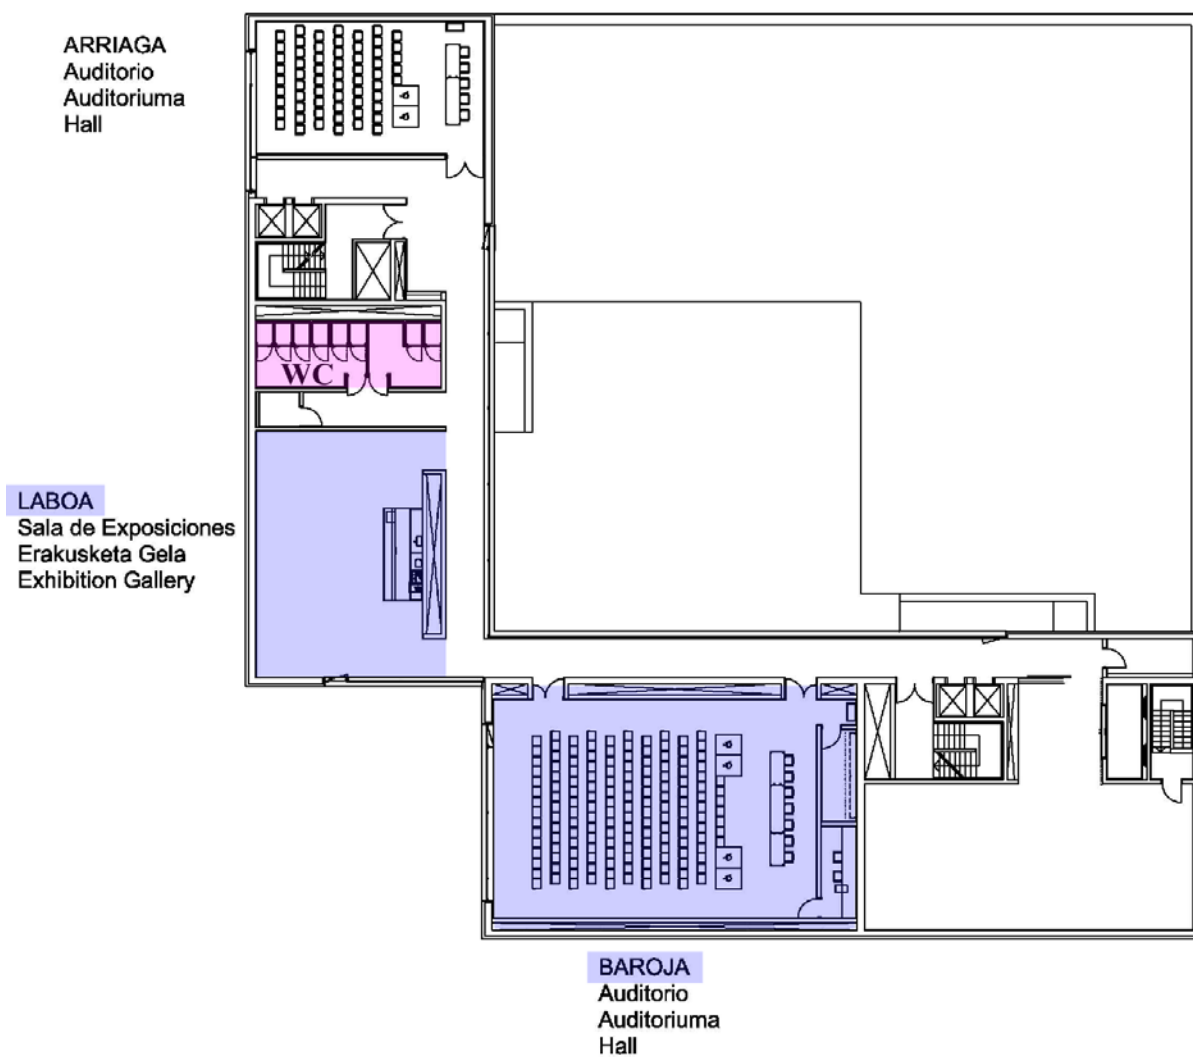 ARRIAGA
Auditorio
Auditoriuma
Hall
WC
LABOA
Sala de Exposiciones
Erakusketa Gela
Exhibition Gallery
BAROJA
Auditorio
Auditoriuma
Hall